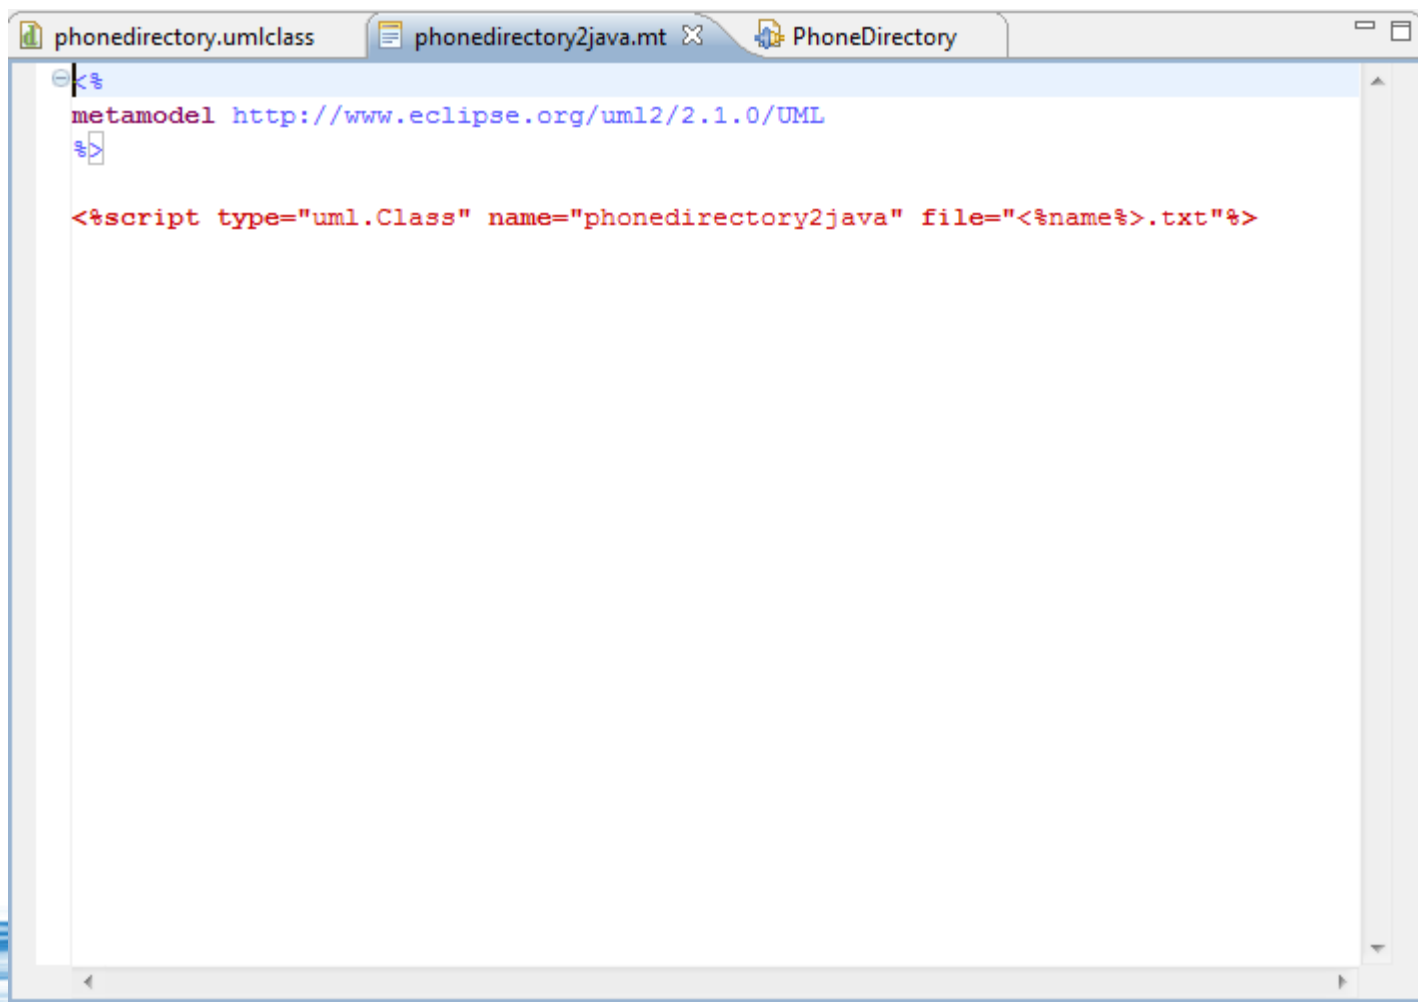 phonedirectory.umlclass phonedirectory2java.mt PhoneDirectory
<%
metamodel http://www.eclipse.org/uml2/2.1.0/UML
%>
<%script type="uml.Class" name="phonedirectory2java" file="<%name%>.txt"%>